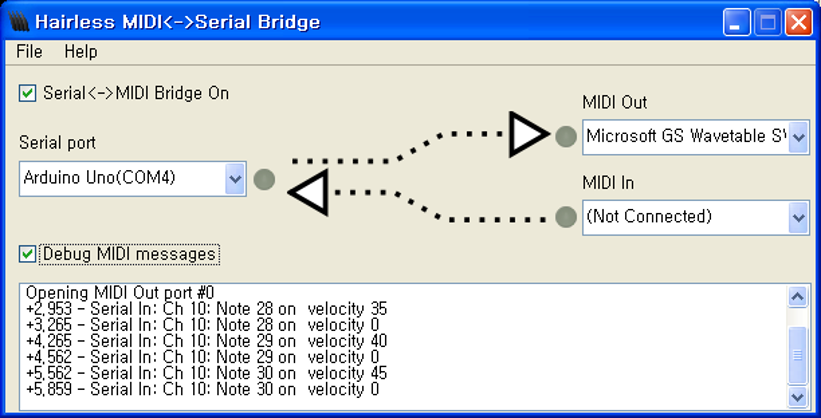 Hairless MIDI<->Serial Bridge
File Help
Serial<->MIDI Bridge On
MIDI Out
Serial port
Microsoft GS Wavetable
Arduino Uno(COM4)
MIDI In
(Not Connected)
Debug MIDI messages
Opening MIDI Out port #0
+2,953 - Serial In: Ch 10: Note 28 on  velocity 35
+3,265 - Serial In: Ch 10: Note 28 on  velocity 0
+4,265 - Serial In: Ch 10: Note 29 on  velocity 40
+4,562 - Serial In: Ch 10: Note 29 on  velocity 0
+5,562 - Serial In: Ch 10: Note 30 on  velocity 45
+5,859 - Serial In: Ch 10: Note 30 on  velocity 0